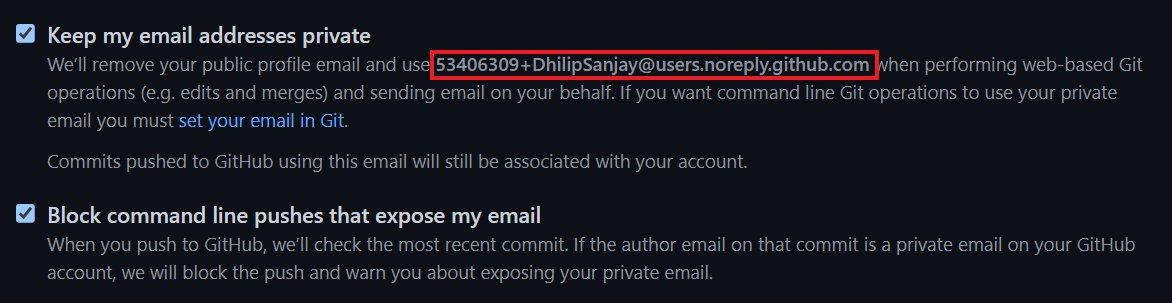 Keep my email addresses private
We'll remove your public profile email and use 53406309+DhilipSanjay@users.noreply.github.com when performing web-based Git
operations (e.g. edits and merges) and sending email on your behalf. If you want command line Git operations to use your private
email you must set your email in Git.
Commits pushed to GitHub using this email will still be associated with your account.
Block command line pushes that expose my email
When you push to GitHub, we'll check the most recent commit. If the author email on that commit is a private email on your GitHub
account, we will block the push and warn you about exposing your private email.